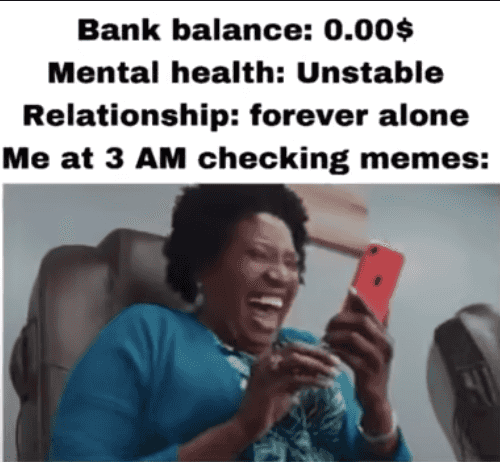 Bank balance: 0.00$
Mental health: Unstable
Relationship: forever alone
Me at 3 AM checking memes: